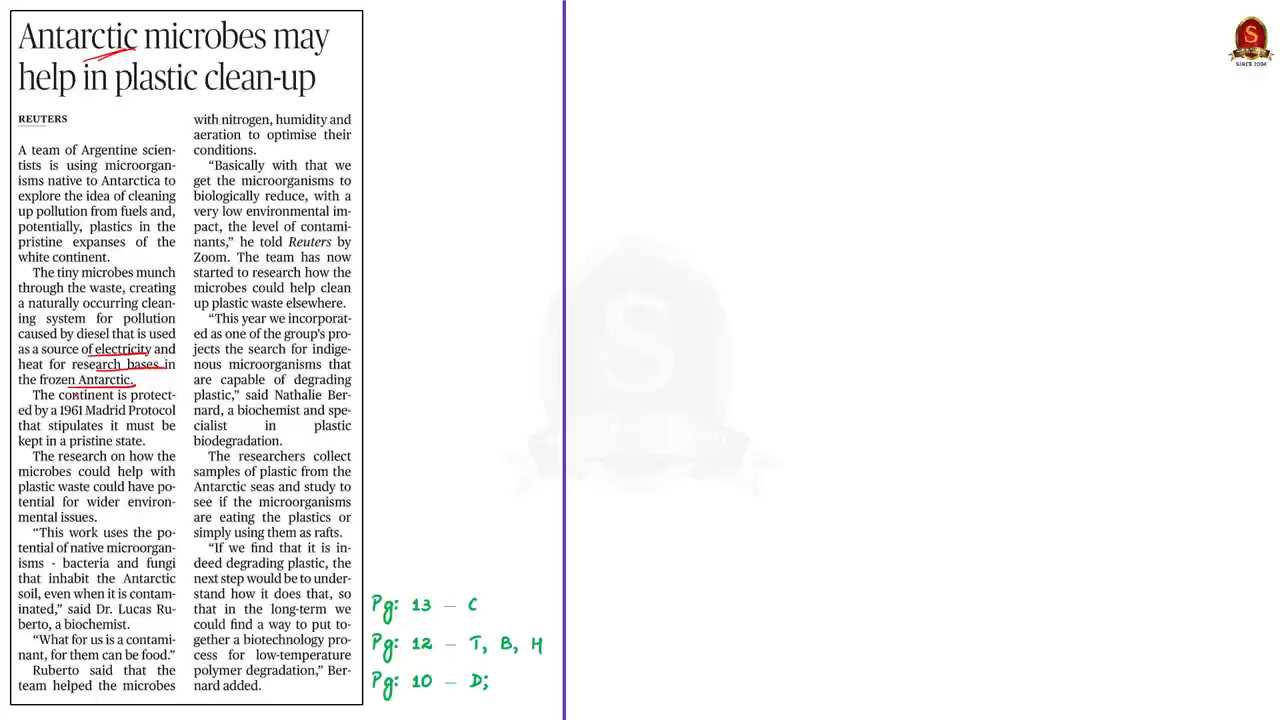 Antarctic microbes may
help in plastic clean-up
REUTERS
A team of Argentine scien-
tists is using microorgan-
isms native to Antarctica to
explore the idea of cleaning
up pollution from fuels and,
potentially, plastics in the
pristine expanses of the
white continent.
The tiny microbes munch
through the waste, creating
a naturally occurring clean-
ing system for pollution
caused by diesel that is used
as a source of electricity and
heat for research bases in
the frozen Antarctic.
The continent is protect-
ed by a 1961 Madrid Protocol
that stipulates it must be
kept in a pristine state.
The research on how the
microbes could help with
plastic waste could have po-
tential for wider environ-
mental issues.
“This work uses the po-
tential of native microorgan-
isms - bacteria and fungi
that inhabit the Antarctic
soil, even when it is contam-
inated,” said Dr. Lucas Ru-
berto, a biochemist.
“What for us is a contami-
nant, for them can be food.”
Ruberto said that the
team helped the microbes
with nitrogen, humidity and
aeration to optimise their
conditions.
“Basically with that we
get the microorganisms to
biologically reduce, with a
very low environmental im-
pact, the level of contami-
nants,” he told Reuters by
Zoom. The team has now
started to research how the
microbes could help clean
up plastic waste elsewhere.
“This year we incorporat-
ed as one of the group’s pro-
jects the search for indige-
nous microorganisms that
are capable of degrading
plastic,” said Nathalie Ber-
nard, a biochemist and spe-
cialist in plastic
biodegradation.
The researchers collect
samples of plastic from the
Antarctic seas and study to
see if the microorganisms
are eating the plastics or
simply using them as rafts.
“If we find that it is in-
deed degrading plastic, the
next step would be to under-
stand how it does that, so
that in the long-term we
could find a way to put to-
gether a biotechnology pro-
cess for low-temperature
polymer degradation,” Ber-
nard added.
Pg: 13 – C
Pg: 12 – T, B, H
Pg: 10 – D;
S
SINCE 2004
S